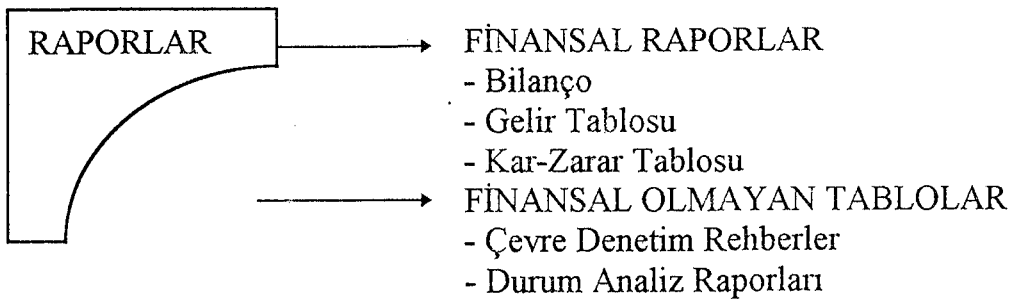 RAPORLAR
FİNANSAL RAPORLAR
- Bilanço
- Gelir Tablosu
- Kar-Zarar Tablosu
FİNANSAL OLMAYAN TABLOLAR
- Çevre Denetim Rehberler
- Durum Analiz Raporları